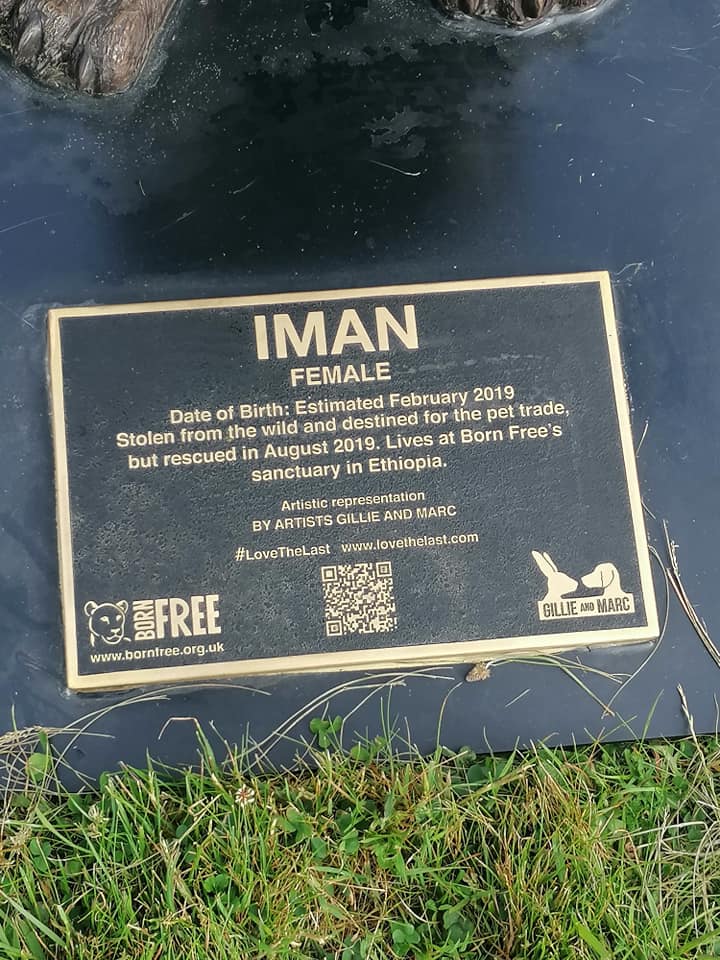 IMAN
FEMALE
Date of Birth: Estimated February 2019
Stolen from the wild and destined for the pet trade,
but rescued in August 2019. Lives at Born Free's
sanctuary in Ethiopia.
Artistic representation
BY ARTISTS GILLIE AND MARC
#LoveTheLast www.lovethelast.com
BORN FREE
www.bornfree.org.uk
GILLIE AND MARC